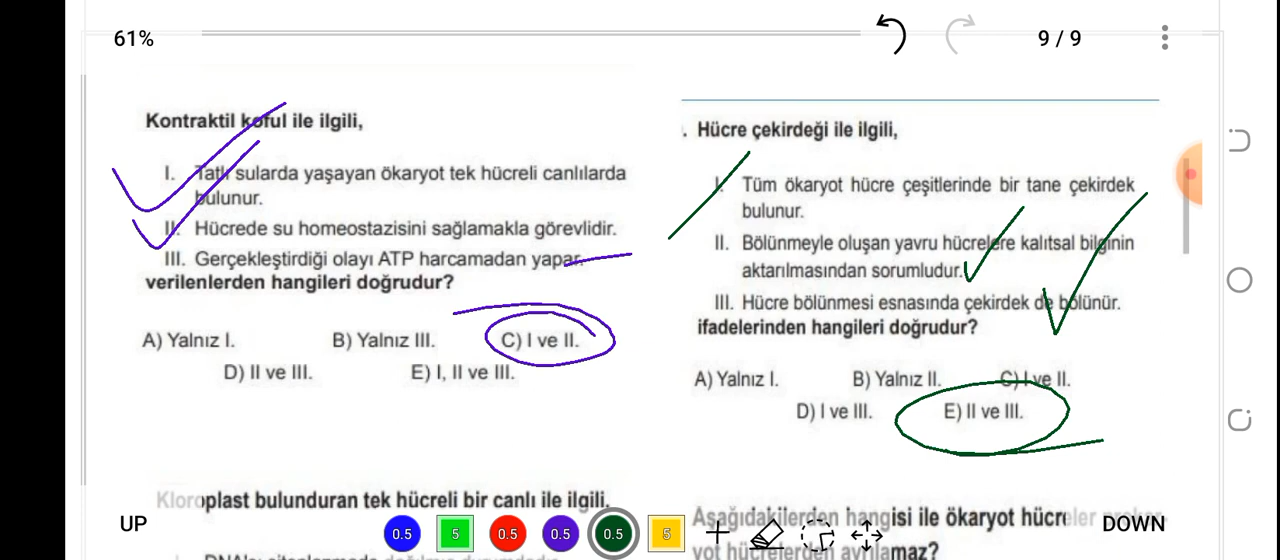 61%
9 / 9
Kontraktil koful ile ilgili,
I. Tatlı sularda yaşayan ökaryot tek hücreli canlılarda
bulunur.
II. Hücrede su homeostazisini sağlamakla görevlidir.
III. Gerçekleştirdiği olayı ATP harcamadan yapar.
verilenlerden hangileri doğrudur?
A) Yalnız I.
B) Yalnız III.
C) I ve II.
D) II ve III.
E) I, II ve III.
. Hücre çekirdeği ile ilgili,
I. Tüm ökaryot hücre çeşitlerinde bir tane çekirdek
bulunur.
II. Bölünmeyle oluşan yavru hücrelere kalıtsal bilginin
aktarılmasından sorumludur.
III. Hücre bölünmesi esnasında çekirdek de bölünür.
ifadelerinden hangileri doğrudur?
A) Yalnız I.
B) Yalnız II.
C) I ve II.
D) I ve III.
E) II ve III.
Kloroplast bulunduran tek hücreli bir canlı ile ilgili,
Aşağıdakilerden hangisi ile ökaryot hücreler
yot hücrelerden ayrılamaz?
UP
0.5
5
0.5
0.5
0.5
5
DOWN